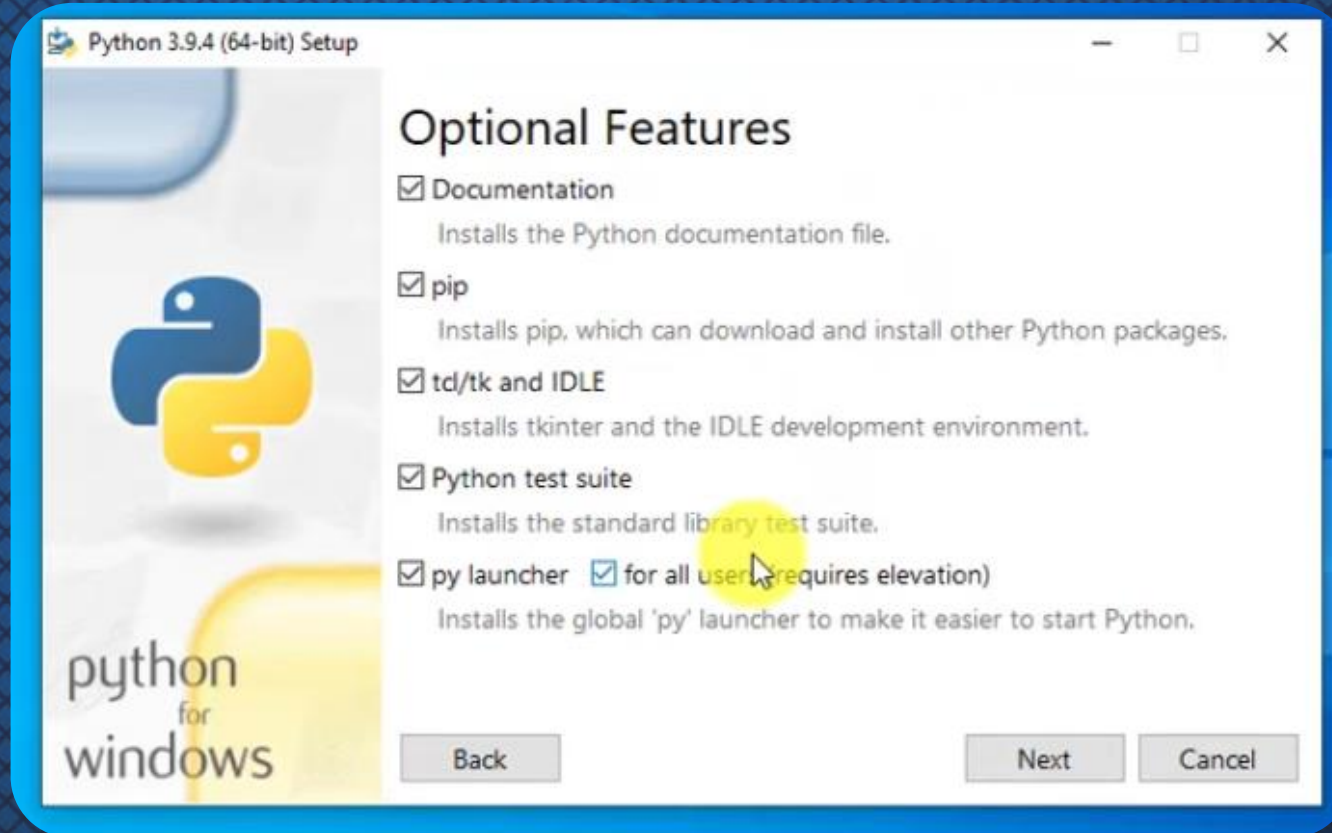 Python 3.9.4 (64-bit) Setup
Optional Features
Documentation
Installs the Python documentation file.
pip
Installs pip, which can download and install other Python packages.
tcl/tk and IDLE
Installs tkinter and the IDLE development environment.
Python test suite
Installs the standard library test suite.
py launcher for all users (requires elevation)
Installs the global 'py' launcher to make it easier to start Python.
python
for
windows
Back Next Cancel